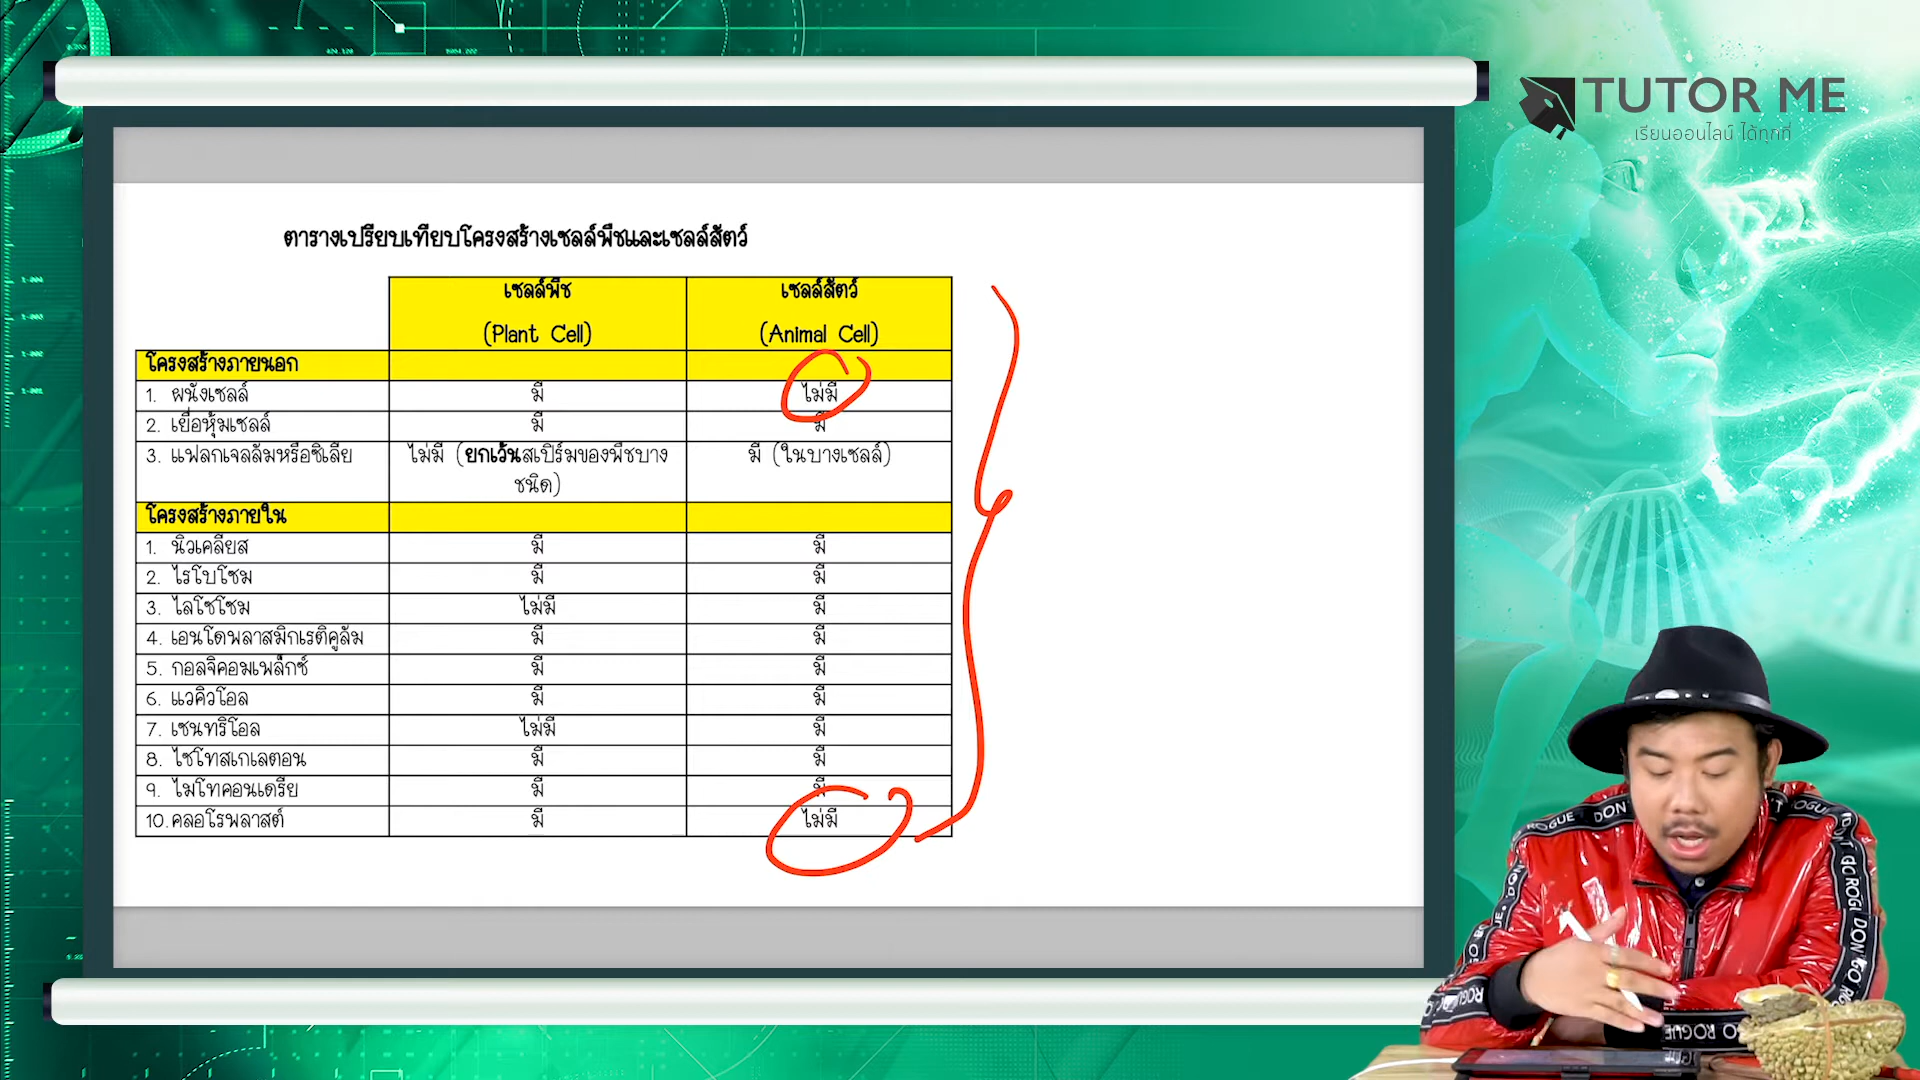 TUTOR ME
เรียนออนไลน์ ได้ทุกที่
ตารางเปรียบเทียบโครงสร้างเซลล์พืชและเซลล์สัตว์
เซลล์พืช เซลล์สัตว์
(Plant Cell) (Animal Cell)
โครงสร้างภายนอก
1. ผนังเซลล์ มี ไม่มี
2. เยื่อหุ้มเซลล์ มี มี
3. แฟลกเจลลัมหรือซิเลีย ไม่มี (ยกเว้นสเปิร์มของพืชบาง มี (ในบางเซลล์)
ชนิด)
โครงสร้างภายใน
1. นิวเคลียส มี มี
2. ไรโบโซม มี มี
3. ไลโซโซม ไม่มี มี
4. เอนโดพลาสมิกเรติคูลัม มี มี
5. กอลจิคอมเพล็กซ์ มี มี
6. แวคิวโอล มี มี
7. เซนทริโอล ไม่มี มี
8. ไซโทสเกเลตอน มี มี
9. ไมโทคอนเดรีย มี มี
10. คลอโรพลาสต์ มี ไม่มี